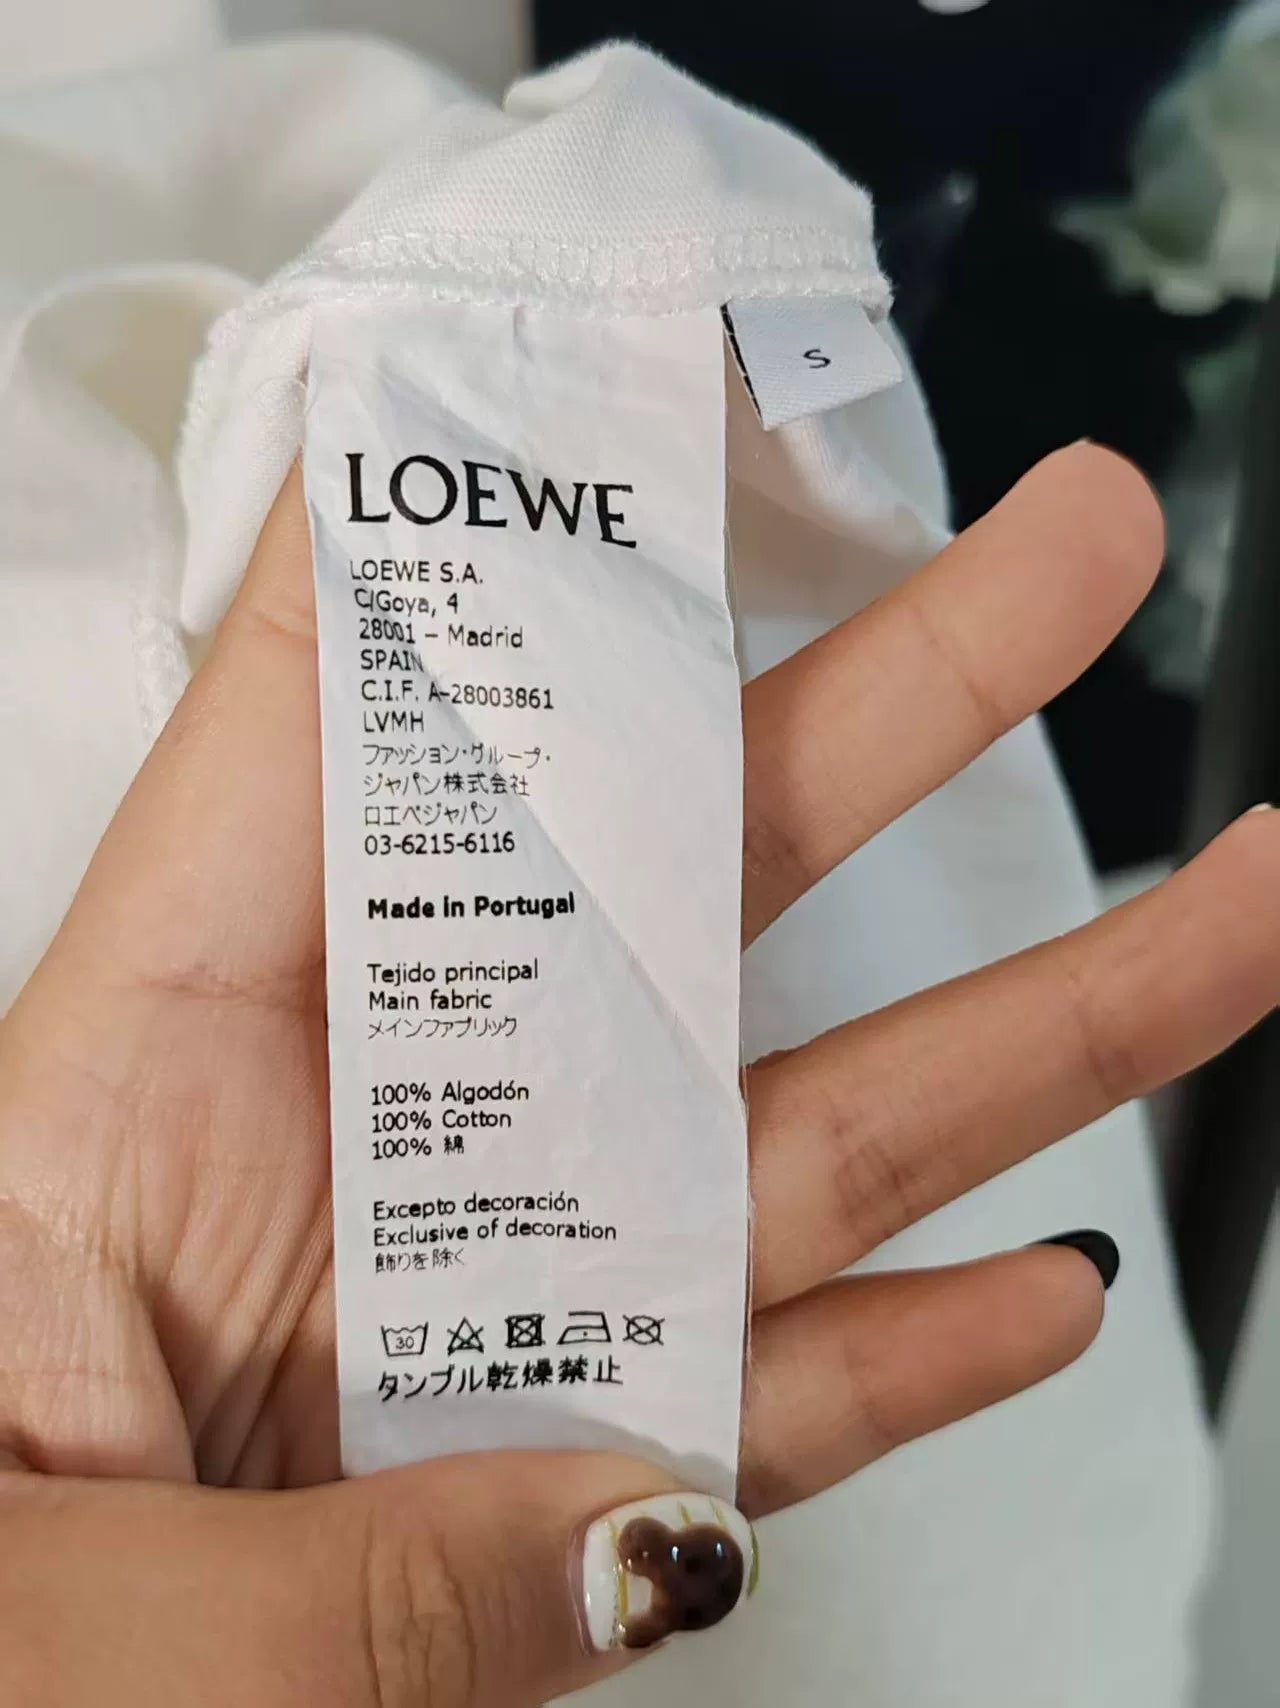 S
LOEWE
LOEWE S.A.
C/Goya, 4
28001 – Madrid
SPAIN
C.I.F. A-28003861
LVMH
ファッション・グループ・
ジャパン株式会社
ロエベジャパン
03-6215-6116
Made in Portugal
Tejido principal
Main fabric
メインファブリック
100% Algodón
100% Cotton
100% 綿
Excepto decoración
Exclusive of decoration
飾りを除く
30
タンブル乾燥禁止